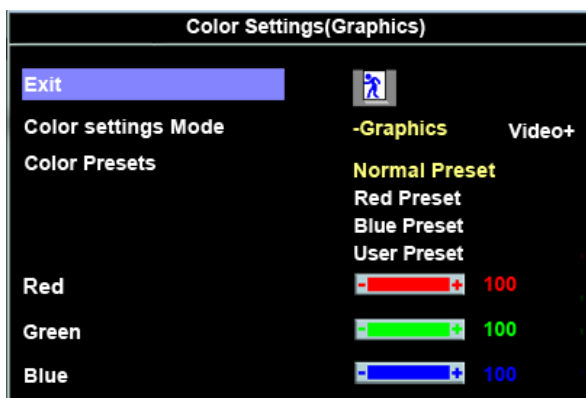 Color Settings(Graphics)
Exit
Color settings Mode -Graphics Video+
Color Presets Normal Preset
Red Preset
Blue Preset
User Preset
Red - + 100
Green - + 100
Blue - + 100